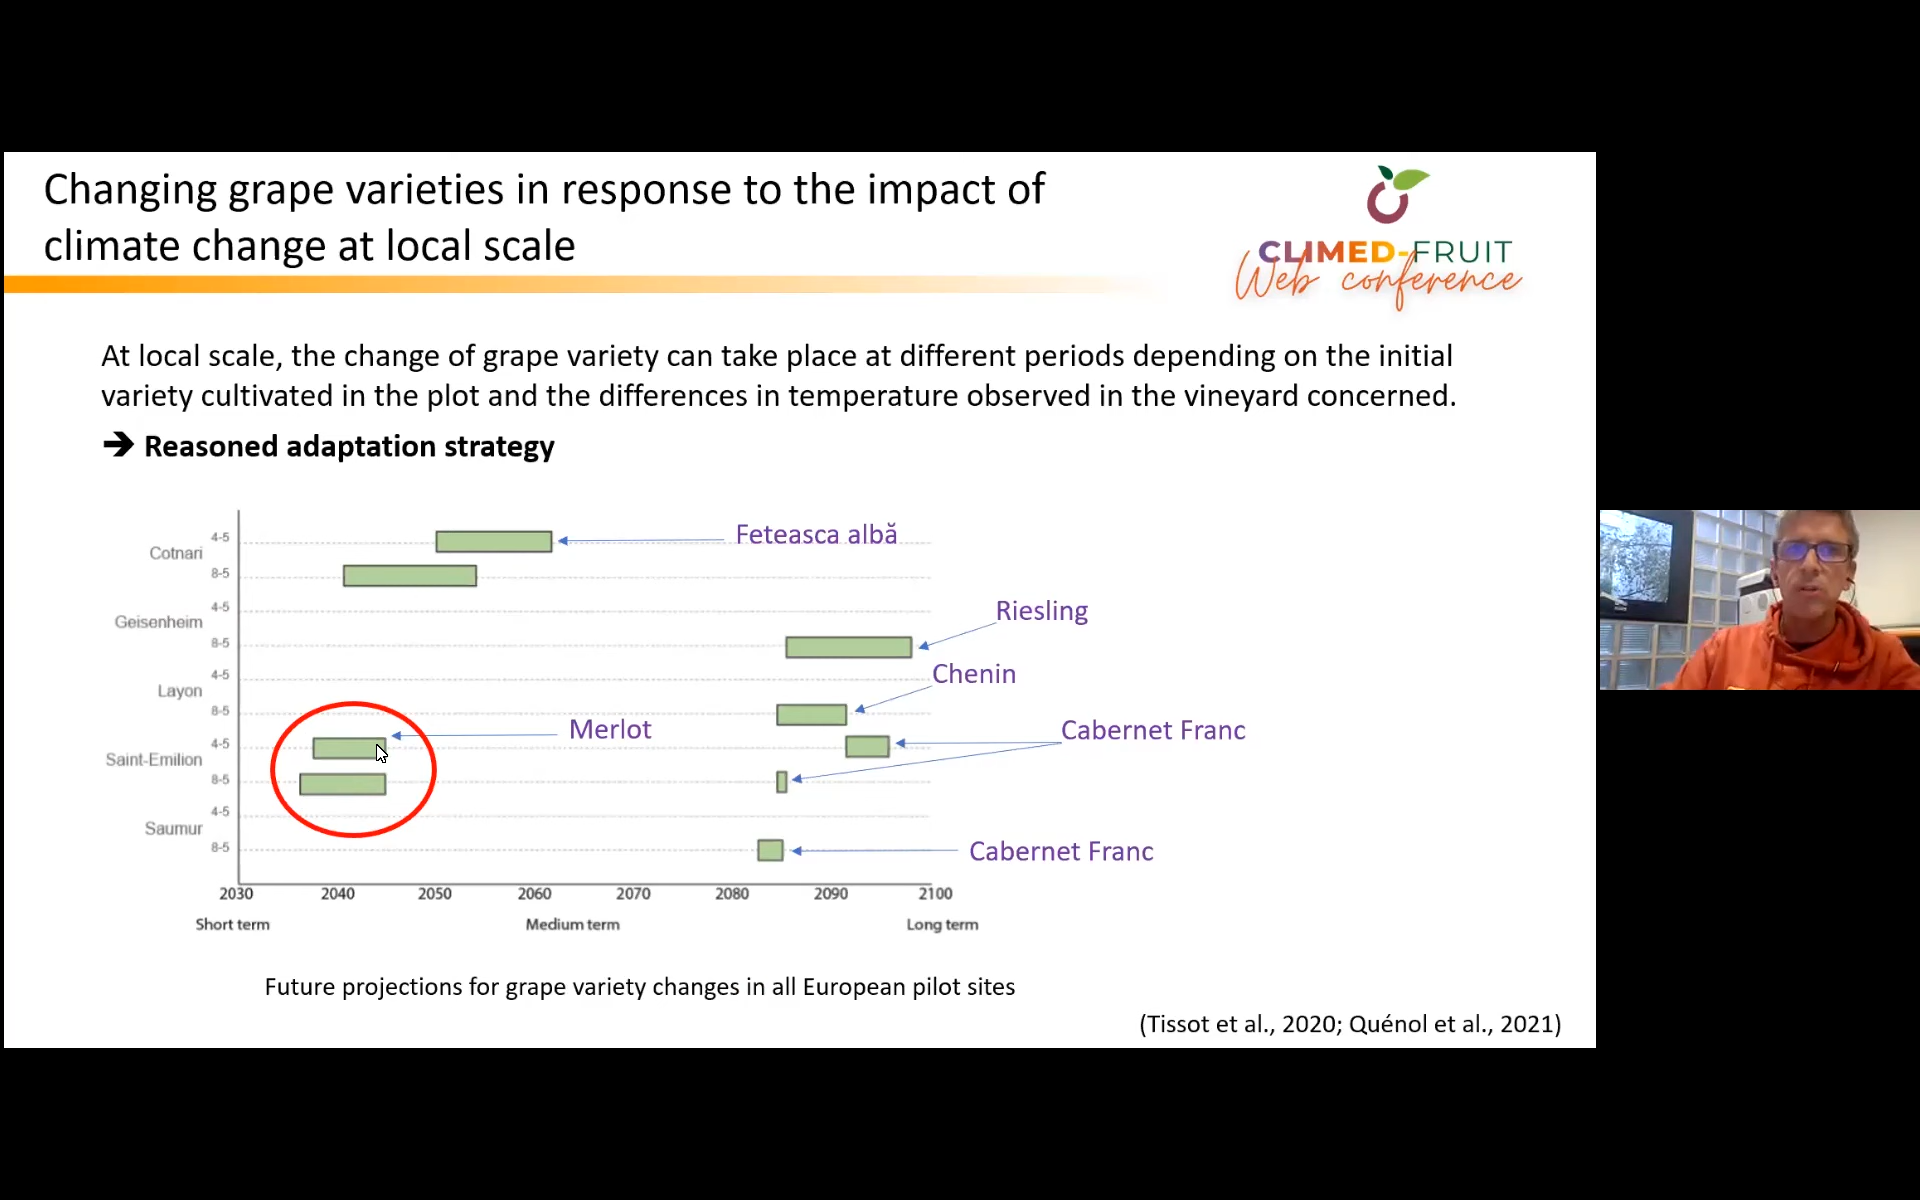 Changing grape varieties in response to the impact of
climate change at local scale
CLIMED-FRUIT
Web conference
At local scale, the change of grape variety can take place at different periods depending on the initial
variety cultivated in the plot and the differences in temperature observed in the vineyard concerned.
➔ Reasoned adaptation strategy
Cotnari
4-5
8-5
Feteasca albă
Geisenheim
4-5
8-5
Riesling
Layon
4-5
8-5
Chenin
Saint-Emilion
4-5
8-5
Merlot
Cabernet Franc
Saumur
4-5
8-5
Cabernet Franc
2030 2040 2050 2060 2070 2080 2090 2100
Short term Medium term Long term
Future projections for grape variety changes in all European pilot sites
(Tissot et al., 2020; Quénol et al., 2021)